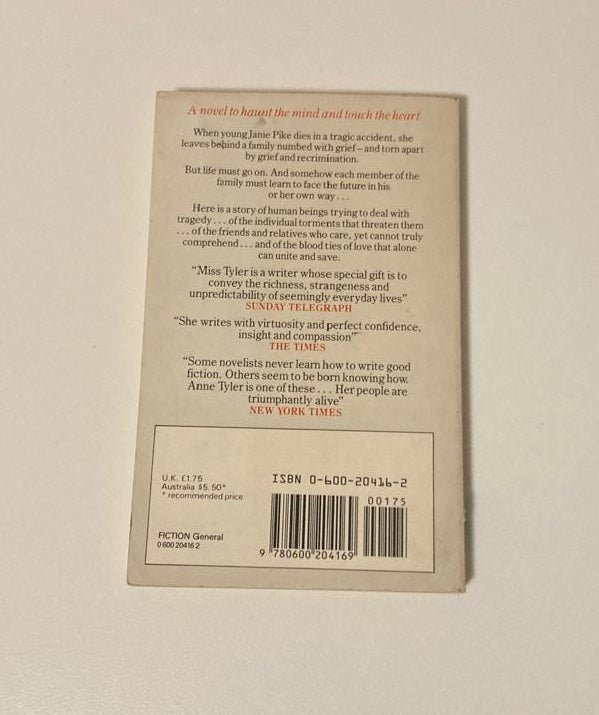 A novel to haunt the mind and touch the heart
When young Janie Pike dies in a tragic accident, she
leaves behind a family numbed with grief – and torn apart
by grief and recrimination.
But life must go on. And somehow each member of the
family must learn to face the future in his
or her own way . . .
Here is a story of human beings trying to deal with
tragedy . . . of the individual torments that threaten them
. . . of the friends and relatives who care, yet cannot truly
comprehend . . . and of the blood ties of love that alone
can unite and save.
"Miss Tyler is a writer whose special gift is to
convey the richness, strangeness and
unpredictability of seemingly everyday lives"
SUNDAY TELEGRAPH
"She writes with virtuosity and perfect confidence,
insight and compassion"
THE TIMES
"Some novelists never learn how to write good
fiction. Others seem to be born knowing how.
Anne Tyler is one of these . . . Her people are
triumphantly alive"
NEW YORK TIMES
U.K. £1.75
Australia $5.50*
* recommended price
FICTION General
0 600 20416 2
ISBN 0-600-20416-2
00175
9 780600 204169